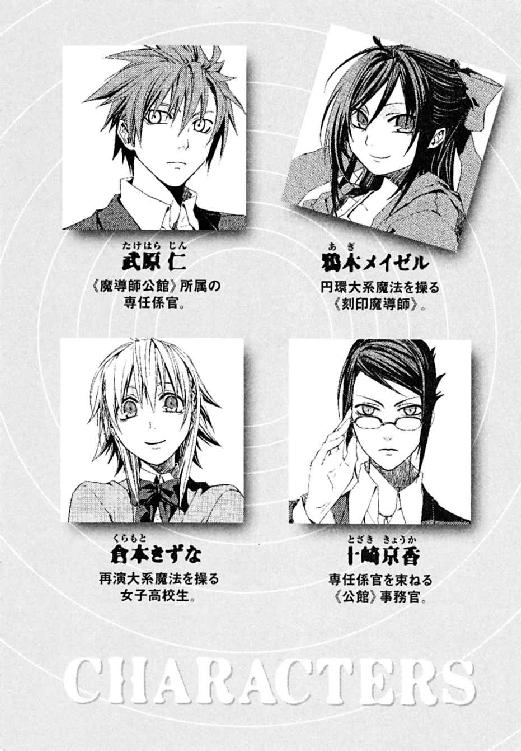 たけはら じん
武原 仁
《魔導師公館》所属の
専任係官。
あぎ
鴉木メイゼル
円環大系魔法を操る
《刻印魔導師》。
くらもと
倉本きずな
再演大系魔法を操る
女子高校生。
とざき きょうか
十崎京香
専任係官を束ねる
《公館》事務官。
CHARACTERS